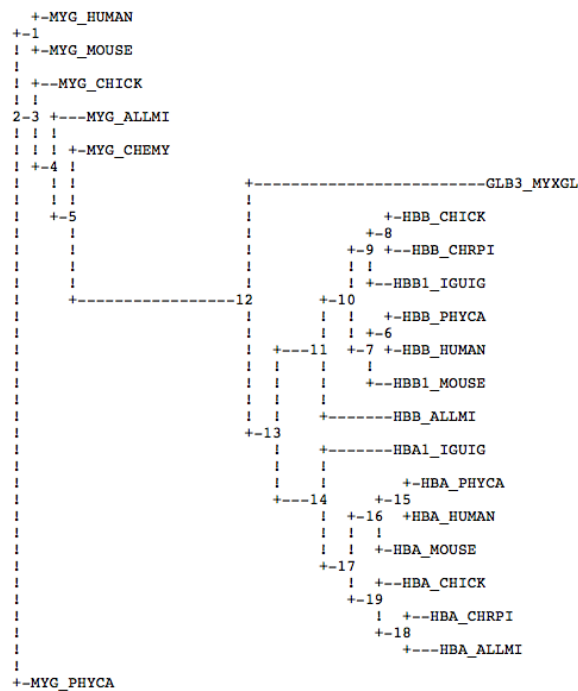 +-MYG_HUMAN
+-1
! +-MYG_MOUSE
!
! +--MYG_CHICK
! !
2-3 +---MYG_ALLMI
! ! !
! ! ! +-MYG_CHEMY
! +-4 !
! ! ! +-------------------------GLB3_MYXGL
! ! ! !
! +-5 ! +-HBB_CHICK
! ! ! +-8
! ! ! +-9 +--HBB_CHRPI
! ! ! ! !
! ! ! ! +--HBB1_IGUIG
! ! ! !
! +-----------------12 +-10 +-HBB_PHYCA
! ! ! ! +-6
! ! +---11 +-7 +-HBB_HUMAN
! ! ! ! !
! ! ! ! +--HBB1_MOUSE
! ! ! !
! ! ! +-------HBB_ALLMI
! +-13
! ! +-------HBA1_IGUIG
! ! !
! ! ! +-HBA_PHYCA
! ! ! +-15
! +---14 +-16 +HBA_HUMAN
! ! ! !
! ! ! +-HBA_MOUSE
! +-17
! ! +--HBA_CHICK
! +-19
! ! +--HBA_CHRPI
! +-18
! +---HBA_ALLMI
!
+-MYG_PHYCA